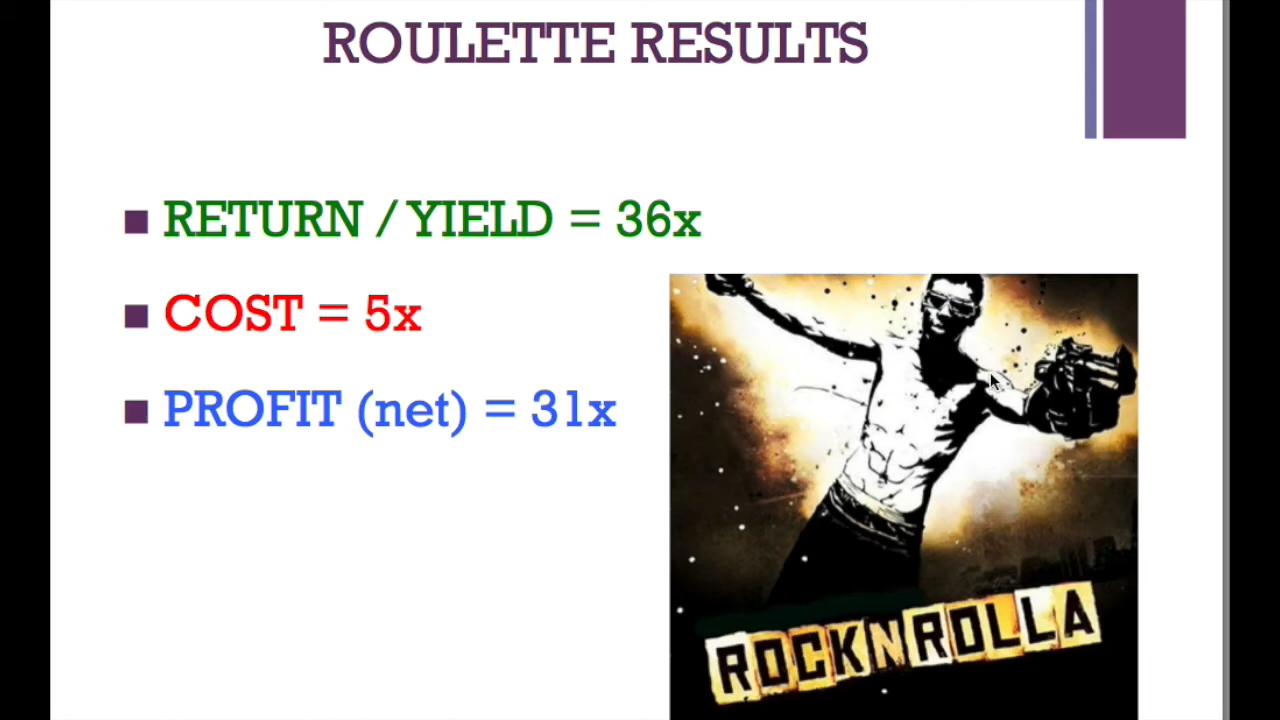 ROULETTE RESULTS
RETURN / YIELD = 36x
COST = 5x
PROFIT (net) = 31x
ROCKNROLLA